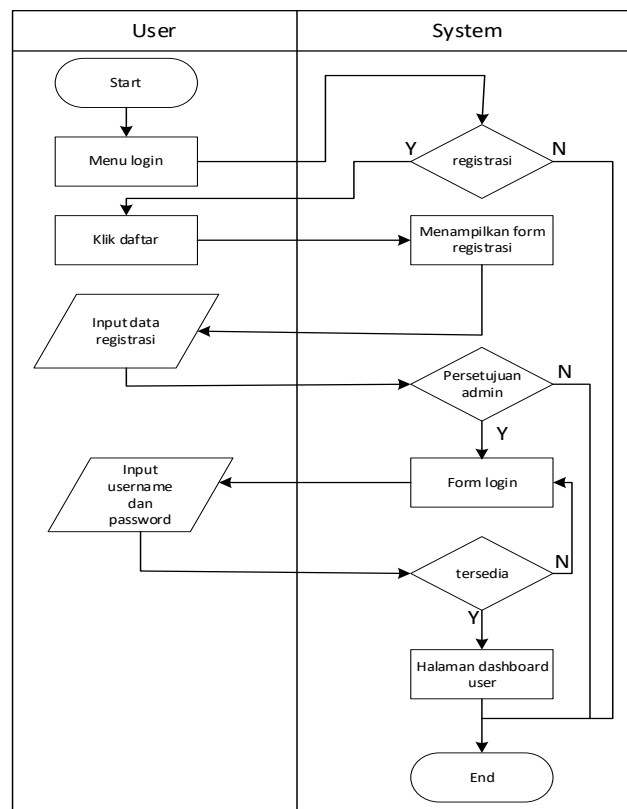 User
System
Start
Menu login
registrasi
Y
N
Klik daftar
Menampilkan form
registrasi
Input data
registrasi
Persetujuan
admin
N
Y
Input
username
dan
password
Form login
tersedia
N
Y
Halaman dashboard
user
End